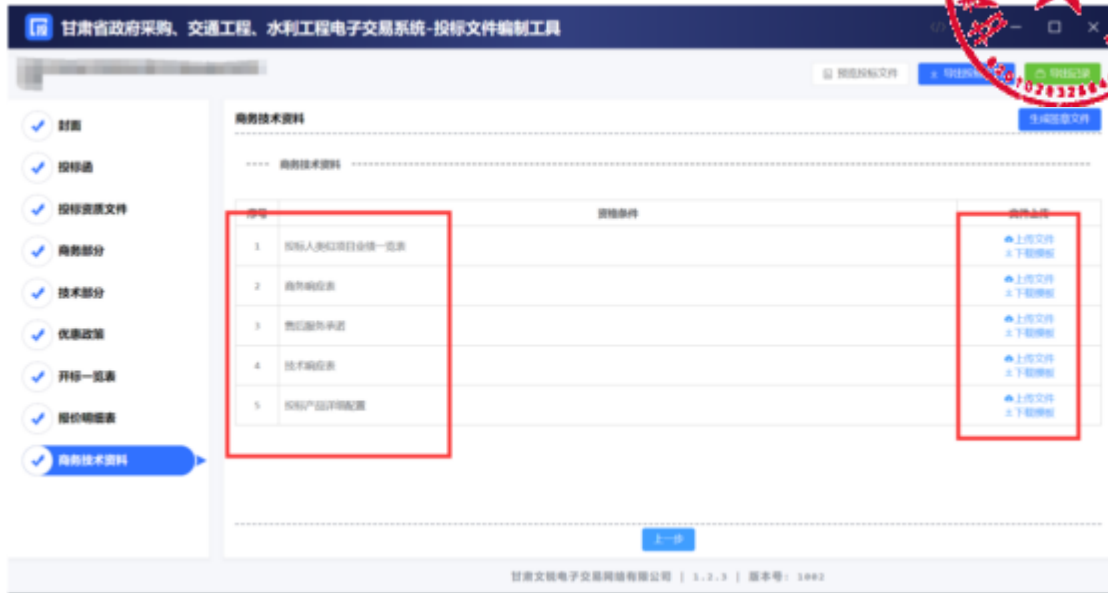 甘肃省政府采购、交通工程、水利工程电子交易系统-投标文件编制工具
预览投标文件
导出记录
封面
投标函
投标资质文件
商务部分
技术部分
优惠政策
开标一览表
报价明细表
商务技术资料
商务技术资料
生成签章文件
商务技术资料
序号 资格条件 文件上传
1 投标人类似项目业绩一览表 上传文件
下载模板
2 商务响应表 上传文件
下载模板
3 售后服务承诺 上传文件
下载模板
4 技术响应表 上传文件
下载模板
5 投标产品详细配置 上传文件
下载模板
上一步
甘肃文锐电子交易网络有限公司 | 1.2.3 | 版本号: 1002